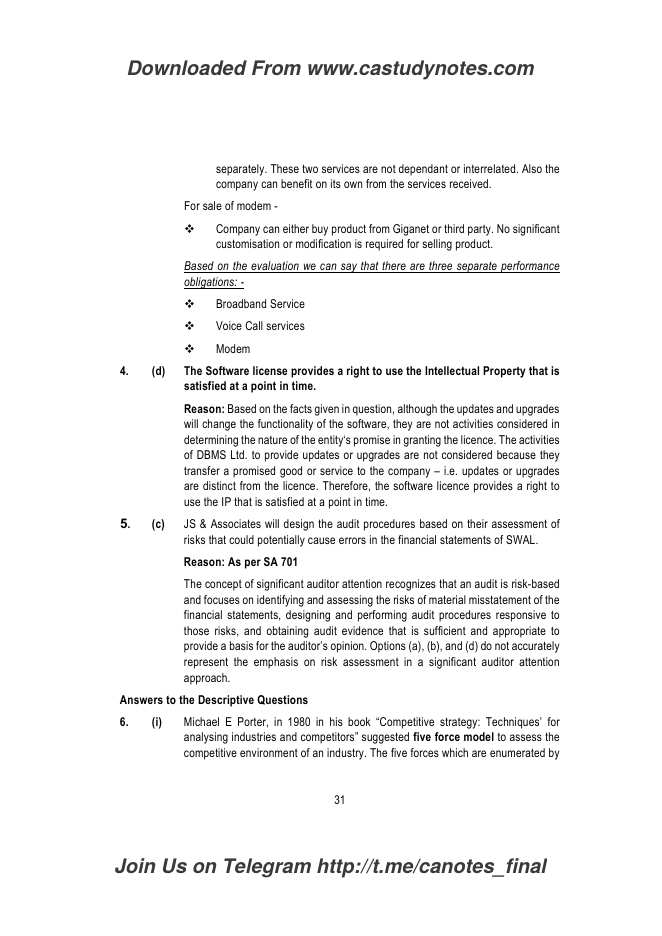 Downloaded From www.castudynotes.com
separately. These two services are not dependant or interrelated. Also the
company can benefit on its own from the services received.
For sale of modem -
❖ Company can either buy product from Giganet or third party. No significant
customisation or modification is required for selling product.
Based on the evaluation we can say that there are three separate performance
obligations: -
❖ Broadband Service
❖ Voice Call services
❖ Modem
4. (d) The Software license provides a right to use the Intellectual Property that is
satisfied at a point in time.
Reason: Based on the facts given in question, although the updates and upgrades
will change the functionality of the software, they are not activities considered in
determining the nature of the entity's promise in granting the licence. The activities
of DBMS Ltd. to provide updates or upgrades are not considered because they
transfer a promised good or service to the company – i.e. updates or upgrades
are distinct from the licence. Therefore, the software licence provides a right to
use the IP that is satisfied at a point in time.
5. (c) JS & Associates will design the audit procedures based on their assessment of
risks that could potentially cause errors in the financial statements of SWAL.
Reason: As per SA 701
The concept of significant auditor attention recognizes that an audit is risk-based
and focuses on identifying and assessing the risks of material misstatement of the
financial statements, designing and performing audit procedures responsive to
those risks, and obtaining audit evidence that is sufficient and appropriate to
provide a basis for the auditor's opinion. Options (a), (b), and (d) do not accurately
represent the emphasis on risk assessment in a significant auditor attention
approach.
Answers to the Descriptive Questions
6. (i) Michael E Porter, in 1980 in his book “Competitive strategy: Techniques’ for
analysing industries and competitors” suggested five force model to assess the
competitive environment of an industry. The five forces which are enumerated by
31
Join Us on Telegram http://t.me/canotes_final